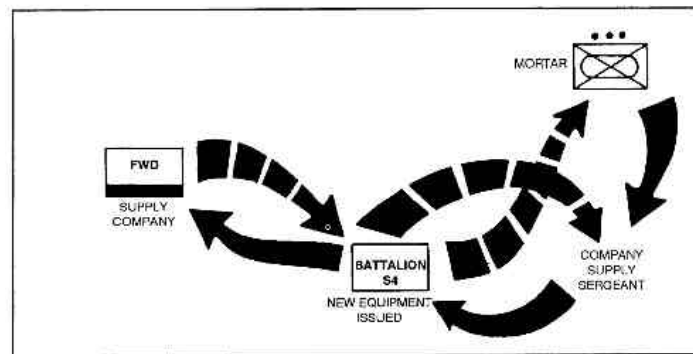 MORTAR
FWD
SUPPLY
COMPANY
BATTALION
S4
NEW EQUIPMENT
ISSUED
COMPANY
SUPPLY
SERGEANT